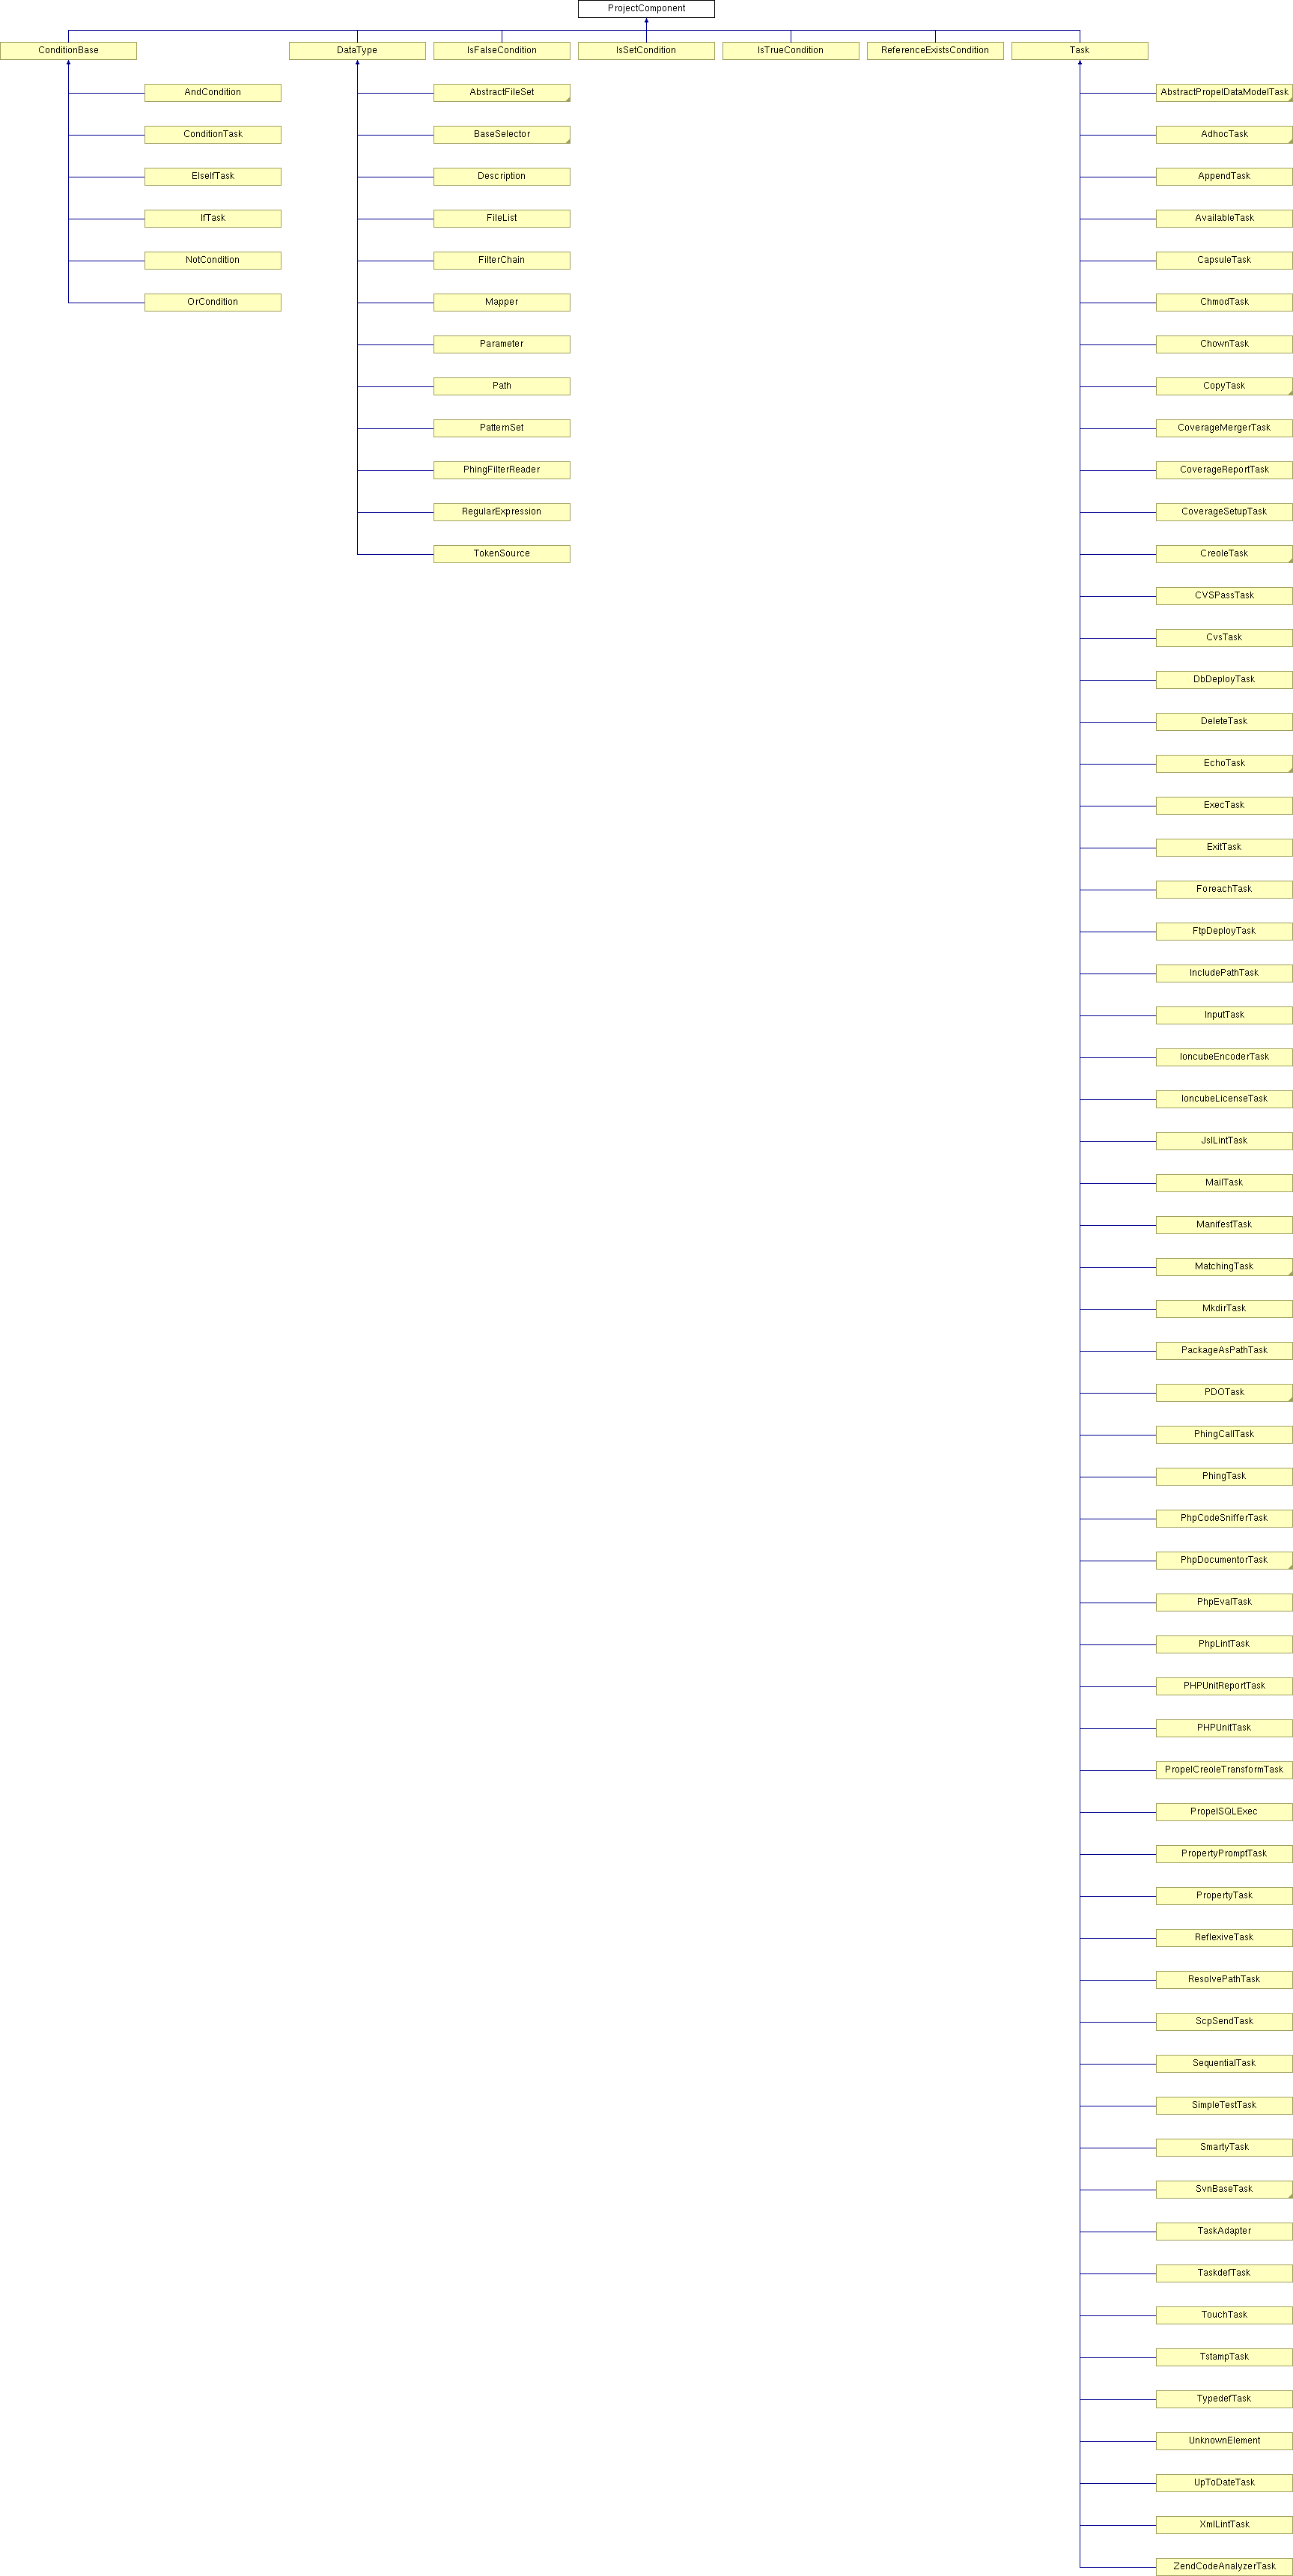 ProjectComponent
ConditionBase
DataType
IsFalseCondition
IsSetCondition
IsTrueCondition
ReferenceExistsCondition
Task
AndCondition
ConditionTask
ElseIfTask
IfTask
NotCondition
OrCondition
AbstractFileSet
BaseSelector
Description
FileList
FilterChain
Mapper
Parameter
Path
PatternSet
PhingFilterReader
RegularExpression
TokenSource
AbstractPropelDataModelTask
AdhocTask
AppendTask
AvailableTask
CapsuleTask
ChmodTask
ChownTask
CopyTask
CoverageMergerTask
CoverageReportTask
CoverageSetupTask
CreoleTask
CVSPassTask
CvsTask
DbDeployTask
DeleteTask
EchoTask
ExecTask
ExitTask
ForeachTask
FtpDeployTask
IncludePathTask
InputTask
IoncubeEncoderTask
IoncubeLicenseTask
JslLintTask
MailTask
ManifestTask
MatchingTask
MkdirTask
PackageAsPathTask
PDOTask
PhingCallTask
PhingTask
PhpCodeSnifferTask
PhpDocumentorTask
PhpEvalTask
PhpLintTask
PHPUnitReportTask
PHPUnitTask
PropelCreoleTransformTask
PropelSQLExec
PropertyPromptTask
PropertyTask
ReflexiveTask
ResolvePathTask
ScpSendTask
SequentialTask
SimpleTestTask
SmartyTask
SvnBaseTask
TaskAdapter
TaskdefTask
TouchTask
TstampTask
TypedefTask
UnknownElement
UpToDateTask
XmlLintTask
ZendCodeAnalyzerTask